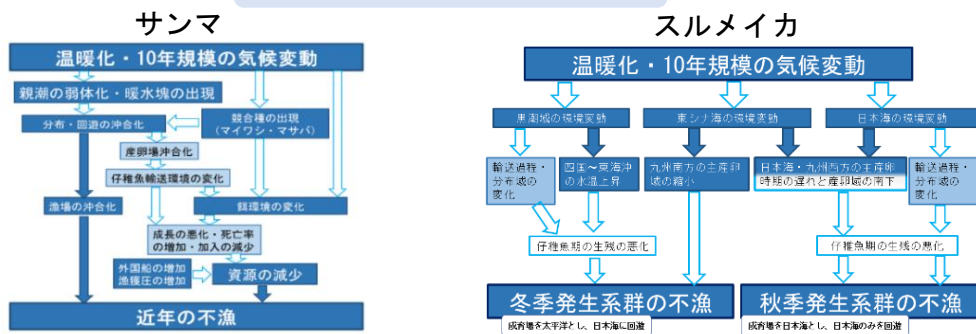 サンマ
温暖化・10年規模の気候変動
親潮の弱体化・暖水塊の出現
分布・回遊の沖合化
競合種の出現
(マイワシ・マサバ)
産卵場沖合化
仔稚魚輸送環境の変化
漁場の沖合化
餌環境の変化
成長の悪化・死亡率
の増加・加入の減少
外国船の増加
漁獲圧の増加
資源の減少
近年の不漁
スルメイカ
温暖化・10年規模の気候変動
黒潮域の環境変動
東シナ海の環境変動
日本海の環境変動
輸送過程・
分布域の
変化
四国～東海沖
の水温上昇
九州南方の主産卵
域の縮小
日本海・九州西方の主産卵
時期の遅れと産卵域の南下
輸送過程・
分布域の
変化
仔稚魚期の生残の悪化
仔稚魚期の生残の悪化
冬季発生系群の不漁
成育場を太平洋とし、日本海に回遊
秋季発生系群の不漁
成育場を日本海とし、日本海のみを回遊